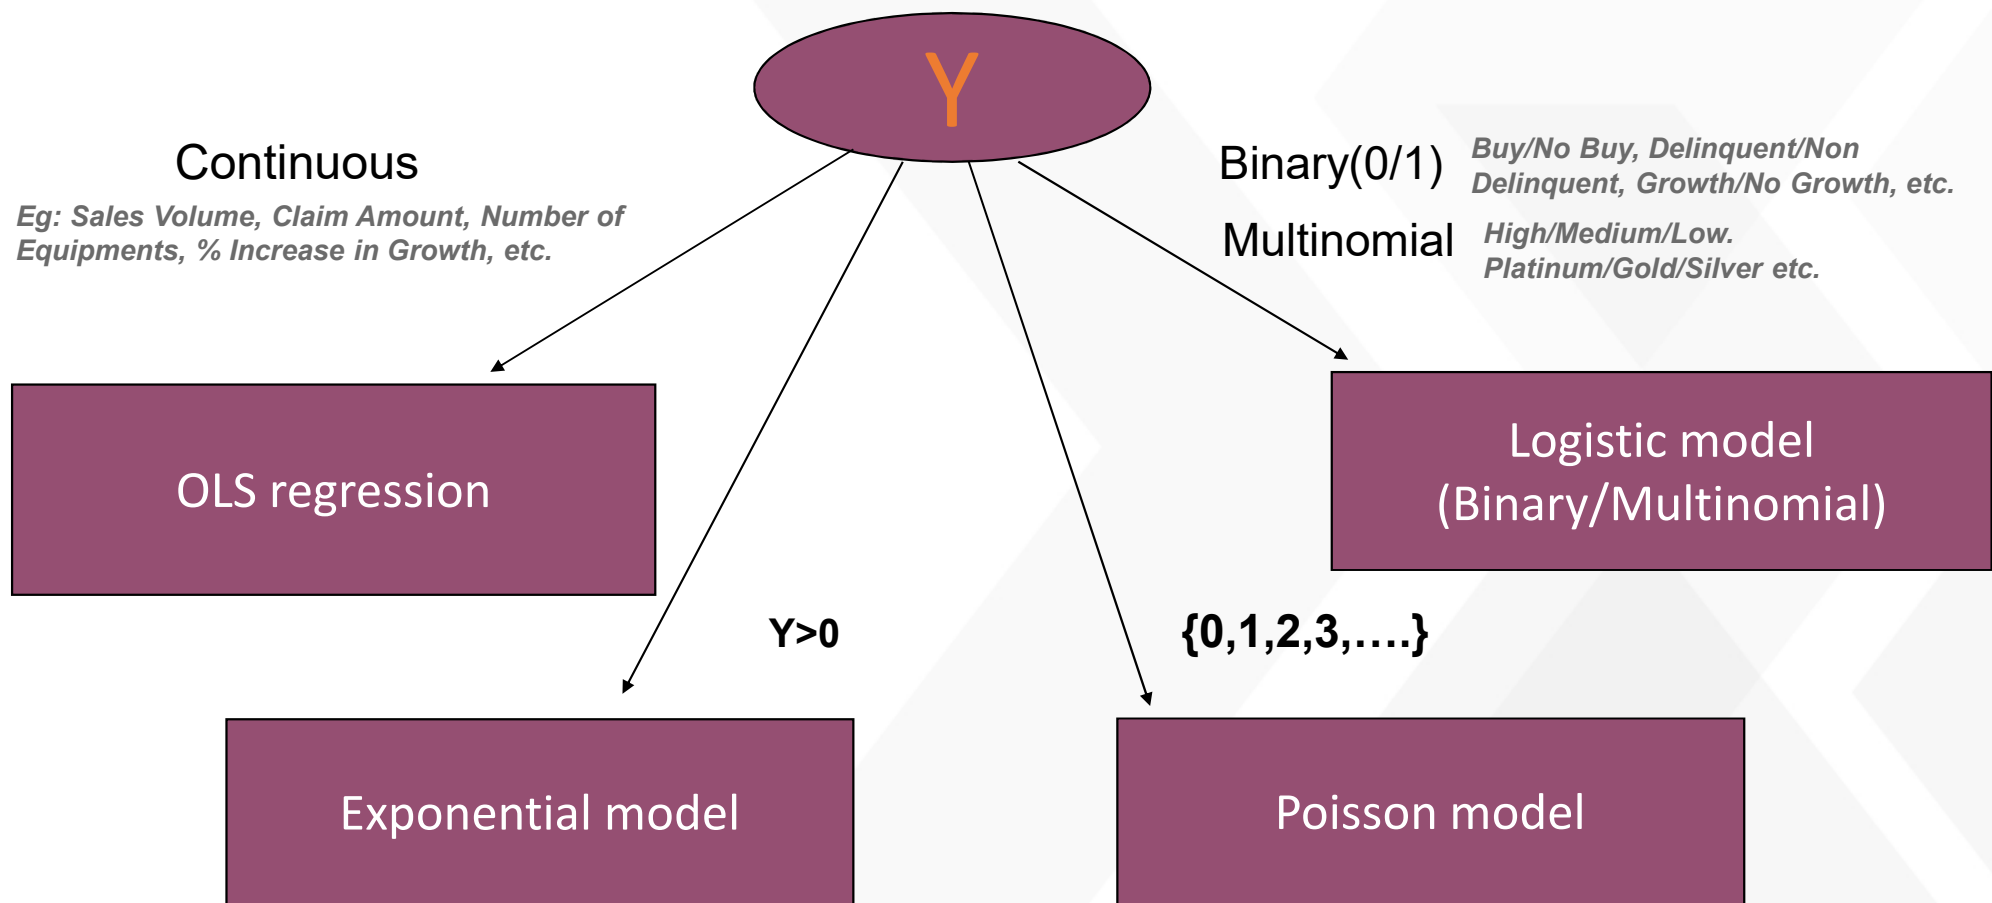 Y
Continuous
Eg: Sales Volume, Claim Amount, Number of
Equipments, % Increase in Growth, etc.
Binary(0/1)
Buy/No Buy, Delinquent/Non
Delinquent, Growth/No Growth, etc.
Multinomial
High/Medium/Low.
Platinum/Gold/Silver etc.
OLS regression
Logistic model
(Binary/Multinomial)
Y>0
{0,1,2,3,....}
Exponential model
Poisson model